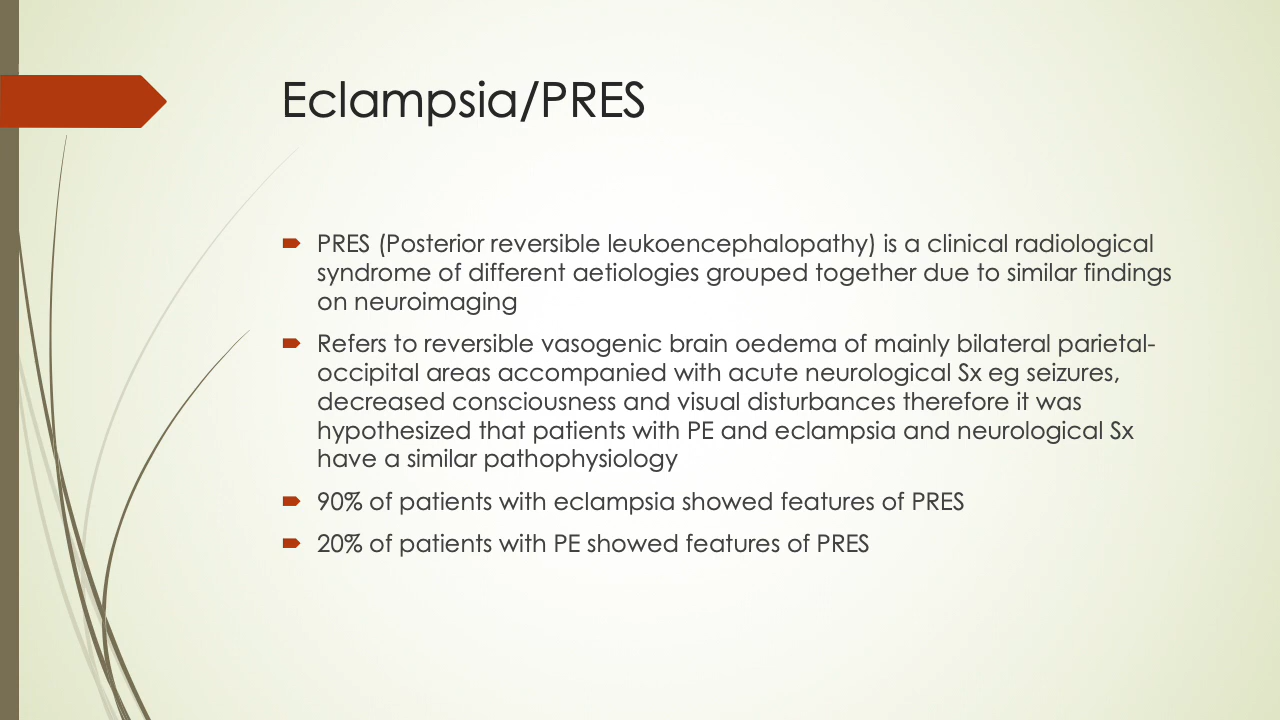 Eclampsia/PRES
PRES (Posterior reversible leukoencephalopathy) is a clinical radiological
syndrome of different aetiologies grouped together due to similar findings
on neuroimaging
Refers to reversible vasogenic brain oedema of mainly bilateral parietal-
occipital areas accompanied with acute neurological Sx eg seizures,
decreased consciousness and visual disturbances therefore it was
hypothesized that patients with PE and eclampsia and neurological Sx
have a similar pathophysiology
90% of patients with eclampsia showed features of PRES
20% of patients with PE showed features of PRES